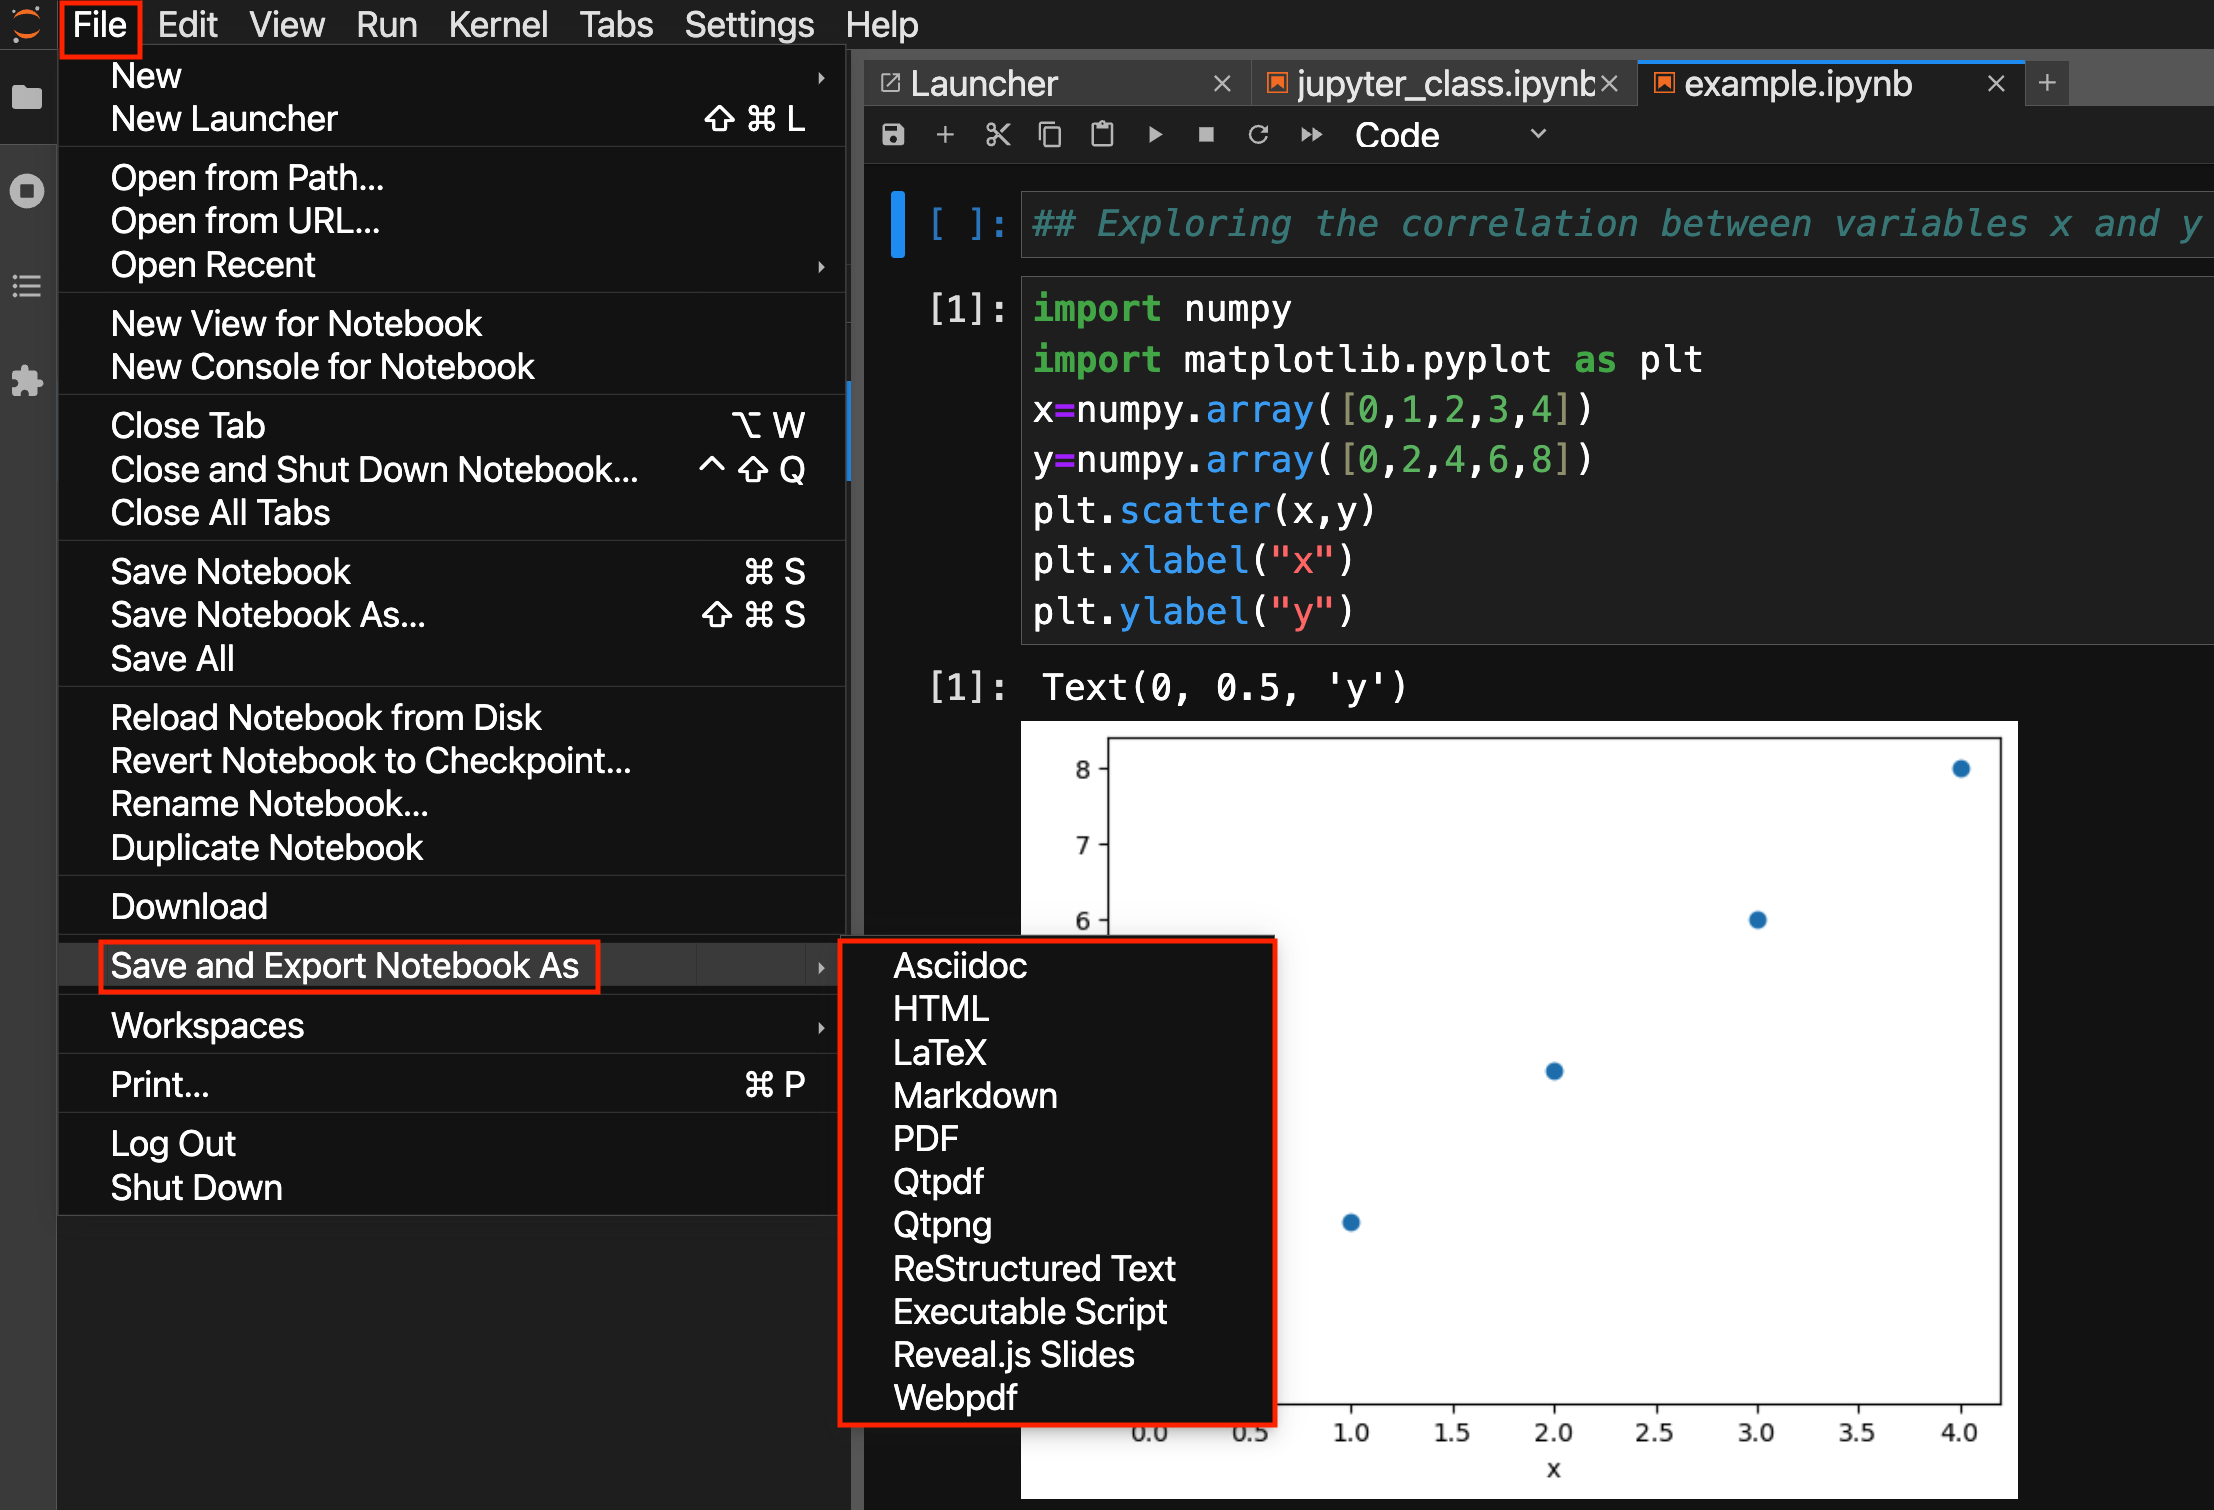 File Edit View Run Kernel Tabs Settings Help
New
New Launcher ⇧ ⌘ L
Open from Path...
Open from URL...
Open Recent
New View for Notebook
New Console for Notebook
Close Tab ⌥ W
Close and Shut Down Notebook... ^ ⇧ Q
Close All Tabs
Save Notebook ⌘ S
Save Notebook As... ⇧ ⌘ S
Save All
Reload Notebook from Disk
Revert Notebook to Checkpoint...
Rename Notebook...
Duplicate Notebook
Download
Save and Export Notebook As
Workspaces
Print... ⌘ P
Log Out
Shut Down
Asciidoc
HTML
LaTeX
Markdown
PDF
Qtpdf
Qtpng
ReStructured Text
Executable Script
Reveal.js Slides
Webpdf
Launcher jupyter_class.ipynb example.ipynb
Code
[ ]: ## Exploring the correlation between variables x and y
[1]: import numpy
import matplotlib.pyplot as plt
x=numpy.array([0,1,2,3,4])
y=numpy.array([0,2,4,6,8])
plt.scatter(x,y)
plt.xlabel("x")
plt.ylabel("y")
[1]: Text(0, 0.5, 'y')
8
7
6
0.0 0.5 1.0 1.5 2.0 2.5 3.0 3.5 4.0
x